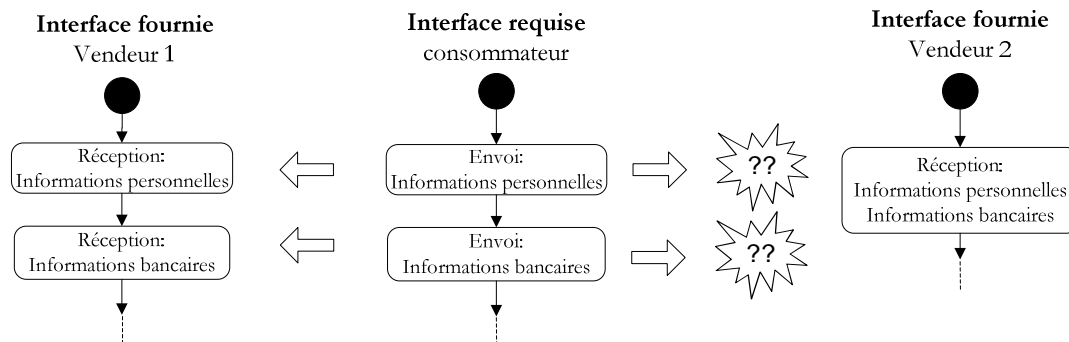 Interface fournie
Vendeur 1
Réception:
Informations personnelles
Réception:
Informations bancaires
Interface requise
consommateur
Envoi:
Informations personnelles
Envoi:
Informations bancaires
??
??
Interface fournie
Vendeur 2
Réception:
Informations personnelles
Informations bancaires